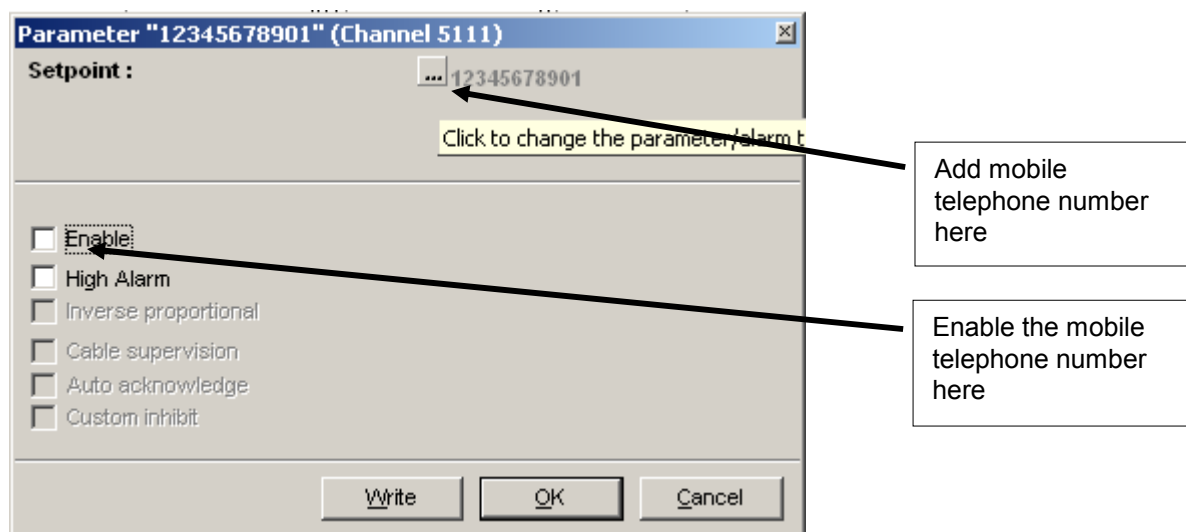 Parameter "12345678901" (Channel 5111)
Setpoint :
... 12345678901
Click to change the parameter/alarm t
Add mobile
telephone number
here
Enable
High Alarm
Inverse proportional
Cable supervision
Auto acknowledge
Custom inhibit
Enable the mobile
telephone number
here
Write
OK
Cancel